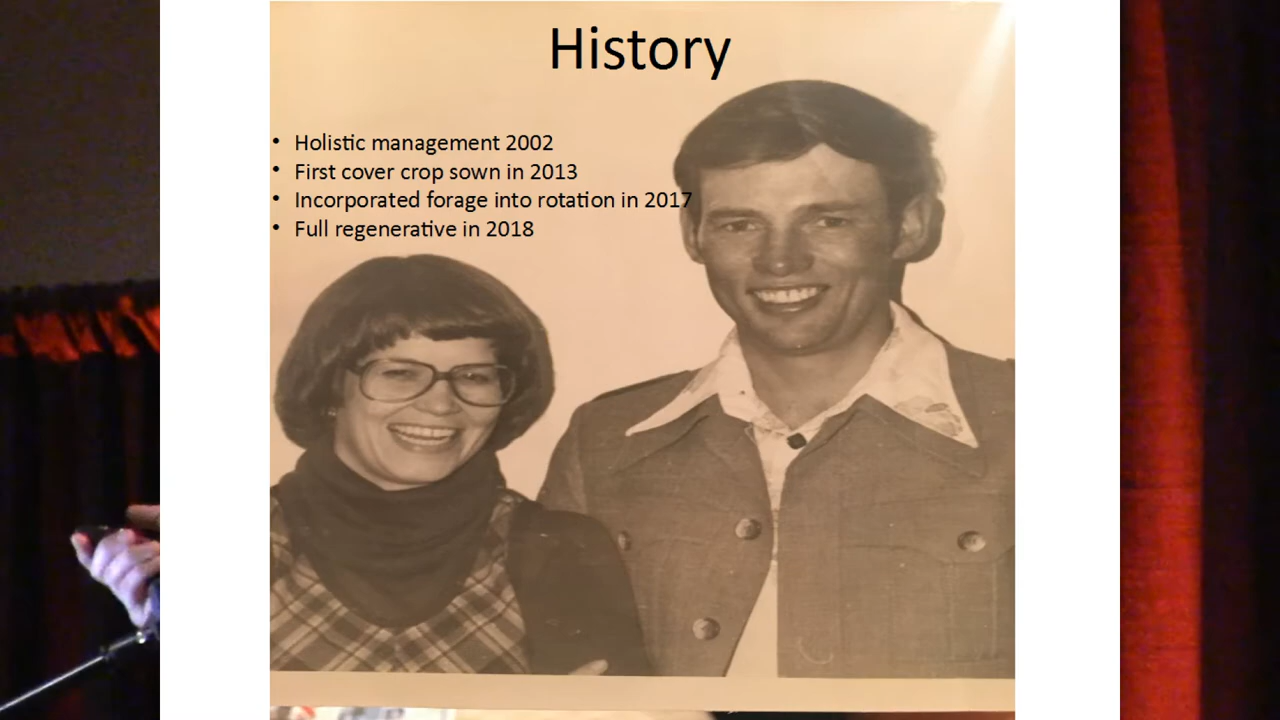 History
• Holistic management 2002
• First cover crop sown in 2013
• Incorporated forage into rotation in 2017
• Full regenerative in 2018